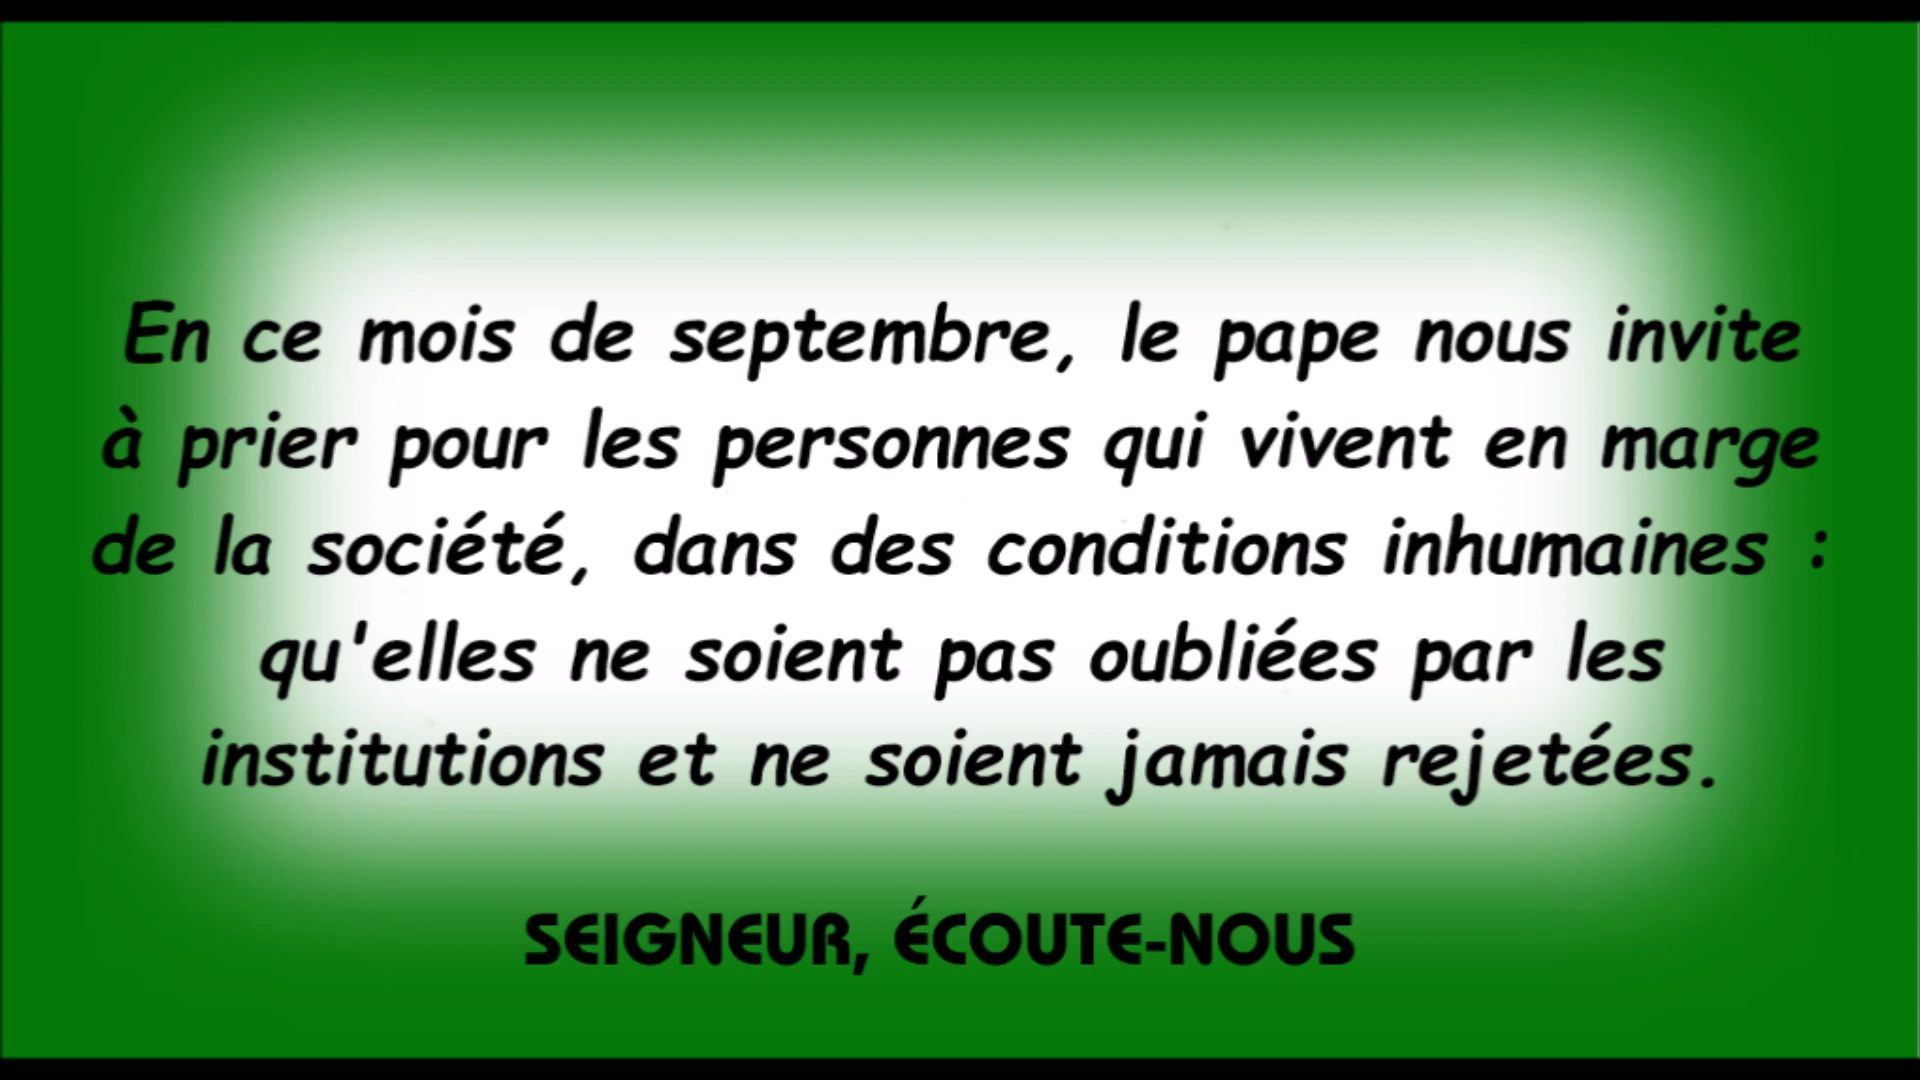 En ce mois de septembre, le pape nous invite
à prier pour les personnes qui vivent en marge
de la société, dans des conditions inhumaines :
qu'elles ne soient pas oubliées par les
institutions et ne soient jamais rejetées.
SEIGNEUR, ÉCOUTE-NOUS